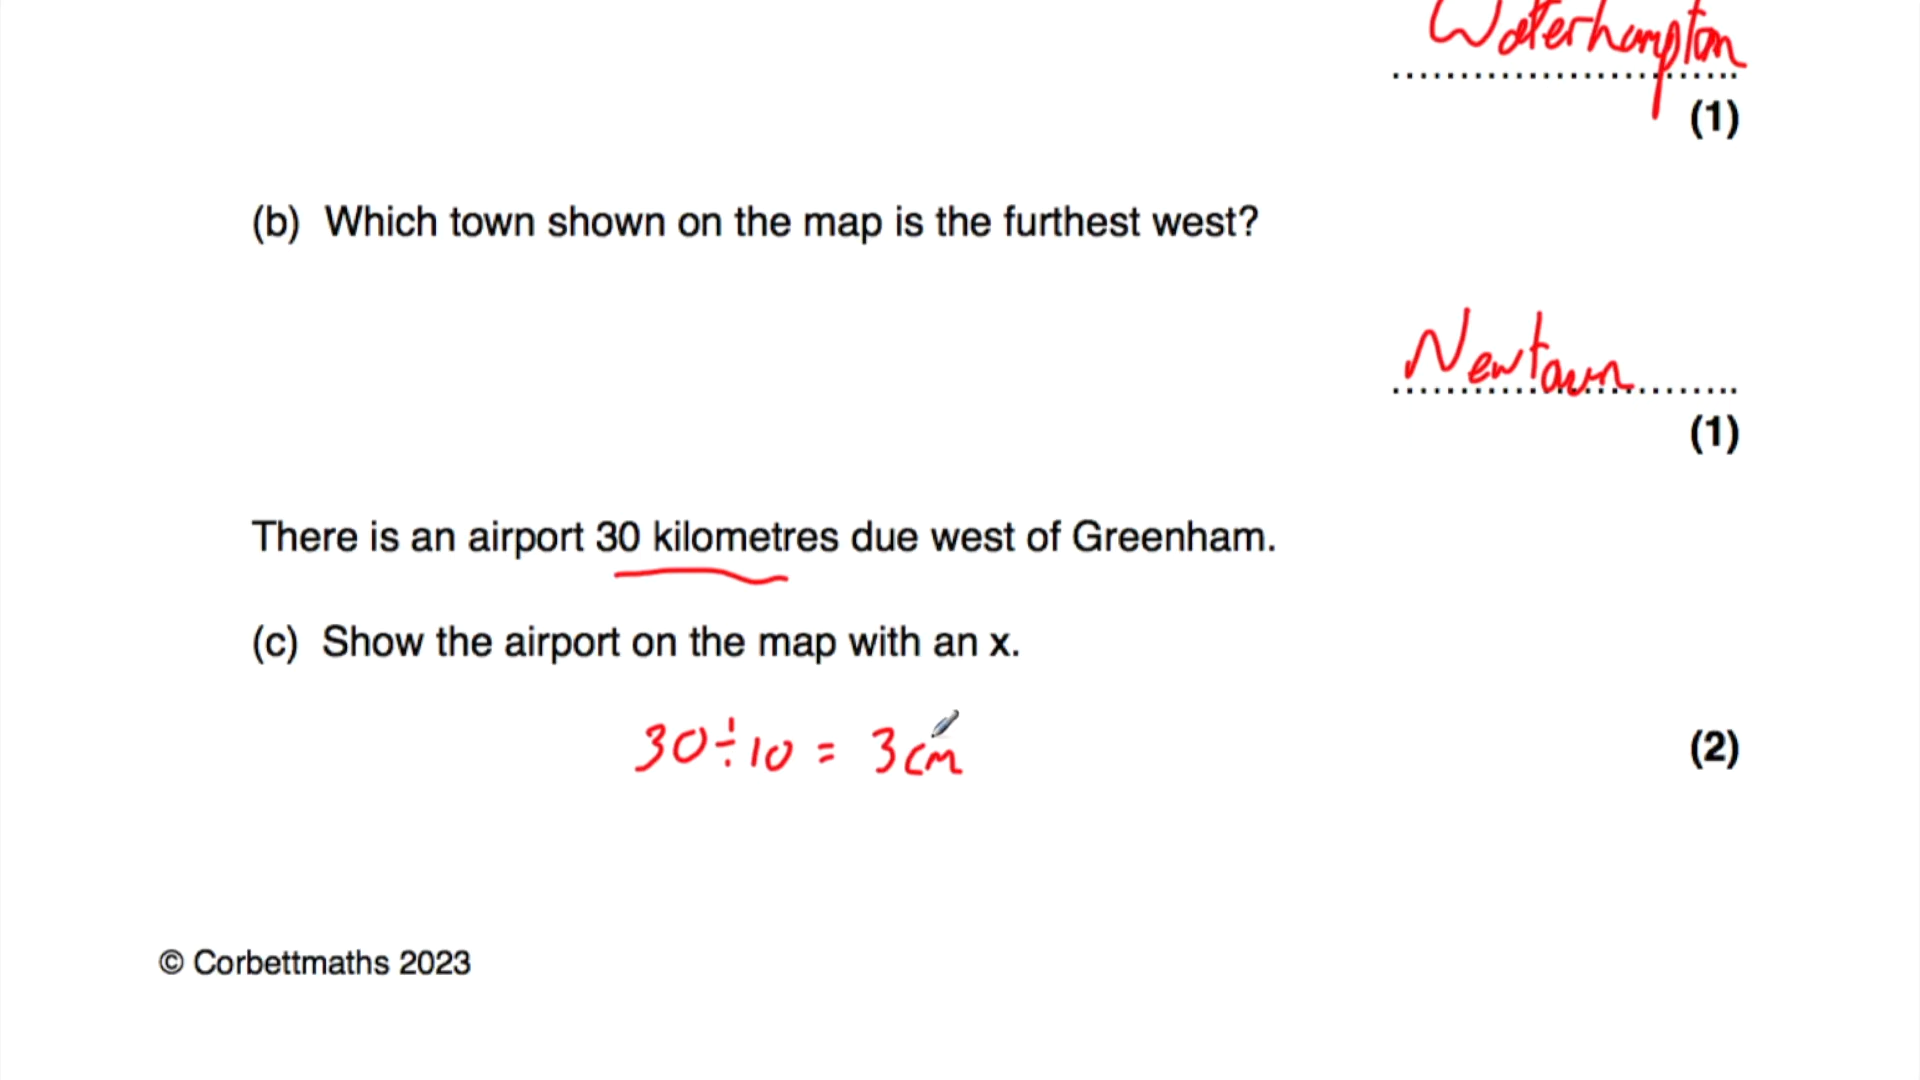 Waterhampton
(1)
(b) Which town shown on the map is the furthest west?
Newtown
(1)
There is an airport 30 kilometres due west of Greenham.
(c) Show the airport on the map with an x.
30÷10 = 3cm
(2)
© Corbettmaths 2023